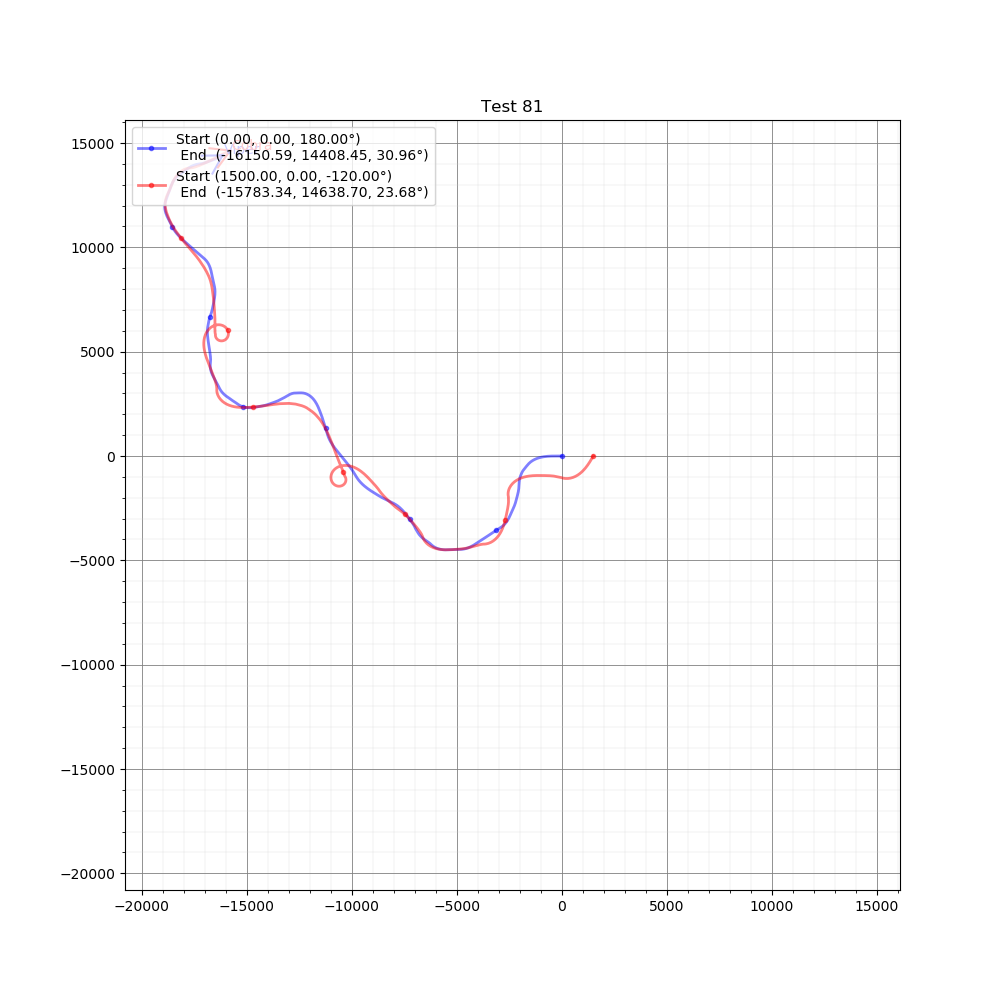 Test 81
Start (0.00, 0.00, 180.00°)
End (-16150.59, 14408.45, 30.96°)
Start (1500.00, 0.00, -120.00°)
End (-15783.34, 14638.70, 23.68°)
15000
10000
5000
0
−5000
−10000
−15000
−20000
−20000 −15000 −10000 −5000 0 5000 10000 15000